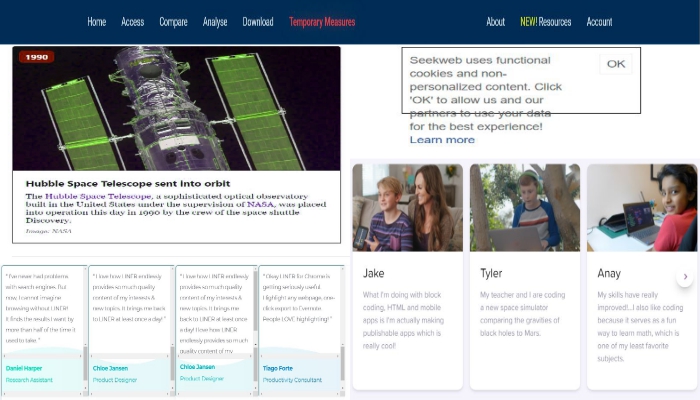 Home Access Compare Analyse Download Temporary Measures About NEW! Resources Account
1990
Hubble Space Telescope sent into orbit
The Hubble Space Telescope, a sophisticated optical observatory
built in the United States under the supervision of NASA, was placed
into operation this day in 1990 by the crew of the space shuttle
Discovery.
Image: NASA
Seekweb uses functional
cookies and non-
personalized content. Click
'OK' to allow us and our
partners to use your data
for the best experience!
Learn more
OK
"I've never had problems
with search engines. But
now, I cannot imagine
browsing without LINER!
It finds the results I want by
more than half of the time it
used to take."
Daniel Harper
Research Assistant
"I love how LINER endlessly
provides so much quality
content of my interests &
new topics. It brings me back
to LINER at least once a day!"
Chloe Jansen
Product Designer
"I love how LINER endlessly
provides so much quality
content of my interests &
new topics. It brings me
back to LINER at least once a
day! I love how LINER
endlessly provides so much
quality content of my
Chloe Jansen
Product Designer
"Okay LINER for Chrome is
getting seriously useful.
Highlight any webpage, one-
click export to Evernote.
People LOVE highlighting!"
Tiago Forte
Productivity Consultant
Jake
What I'm doing with block
coding, HTML and mobile
apps is I'm actually making
publishable apps which is
really cool!
Tyler
My teacher and I are coding
a new space simulator
comparing the gravities of
black holes to Mars.
Anay
My skills have really
improved!...I also like coding
because it serves as a fun
way to learn math, which is
one of my least favorite
subjects.